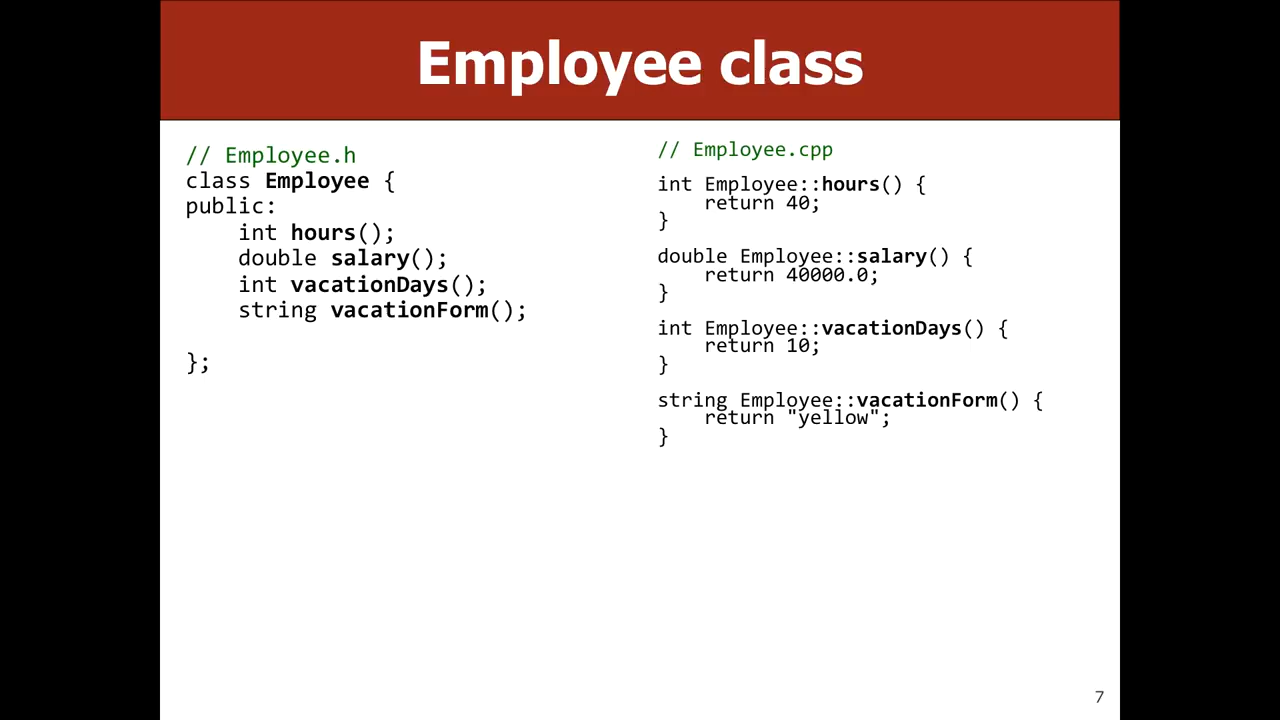 Employee class
// Employee.h
class Employee {
public:
    int hours();
    double salary();
    int vacationDays();
    string vacationForm();
};
// Employee.cpp
int Employee::hours() {
    return 40;
}
double Employee::salary() {
    return 40000.0;
}
int Employee::vacationDays() {
    return 10;
}
string Employee::vacationForm() {
    return "yellow";
}
7